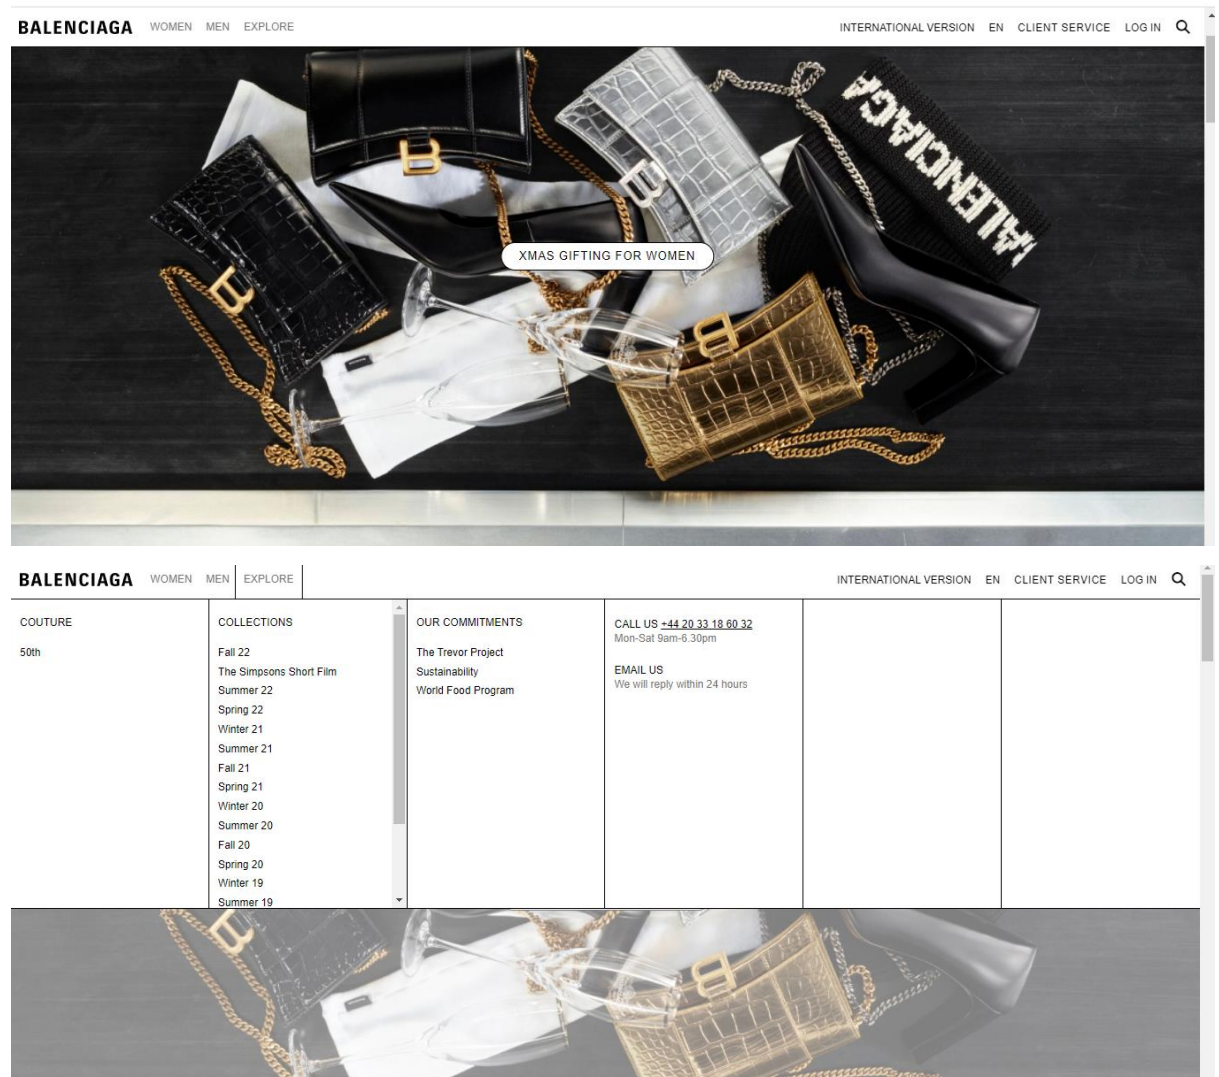 BALENCIAGA WOMEN MEN EXPLORE INTERNATIONAL VERSION EN CLIENT SERVICE LOG IN
BALENCIAGA
XMAS GIFTING FOR WOMEN
BALENCIAGA WOMEN MEN EXPLORE INTERNATIONAL VERSION EN CLIENT SERVICE LOG IN
COUTURE
50th
COLLECTIONS
Fall 22
The Simpsons Short Film
Summer 22
Spring 22
Winter 21
Summer 21
Fall 21
Spring 21
Winter 20
Summer 20
Fall 20
Spring 20
Winter 19
Summer 19
OUR COMMITMENTS
The Trevor Project
Sustainability
World Food Program
CALL US +44 20 33 18 60 32
Mon-Sat 9am-6.30pm
EMAIL US
We will reply within 24 hours